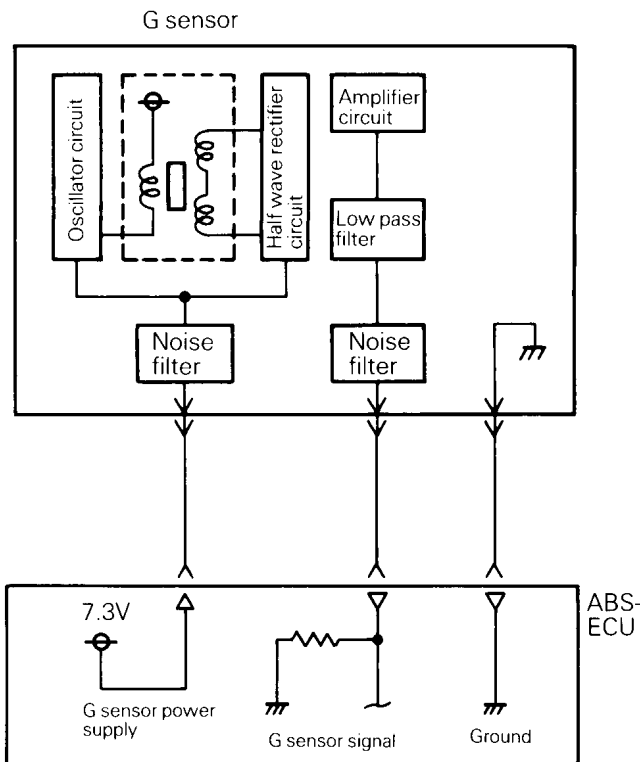 G sensor
Oscillator circuit
Half wave rectifier
circuit
Amplifier
circuit
Low pass
filter
Noise
filter
Noise
filter
7.3V
G sensor power
supply
G sensor signal
Ground
ABS-
ECU